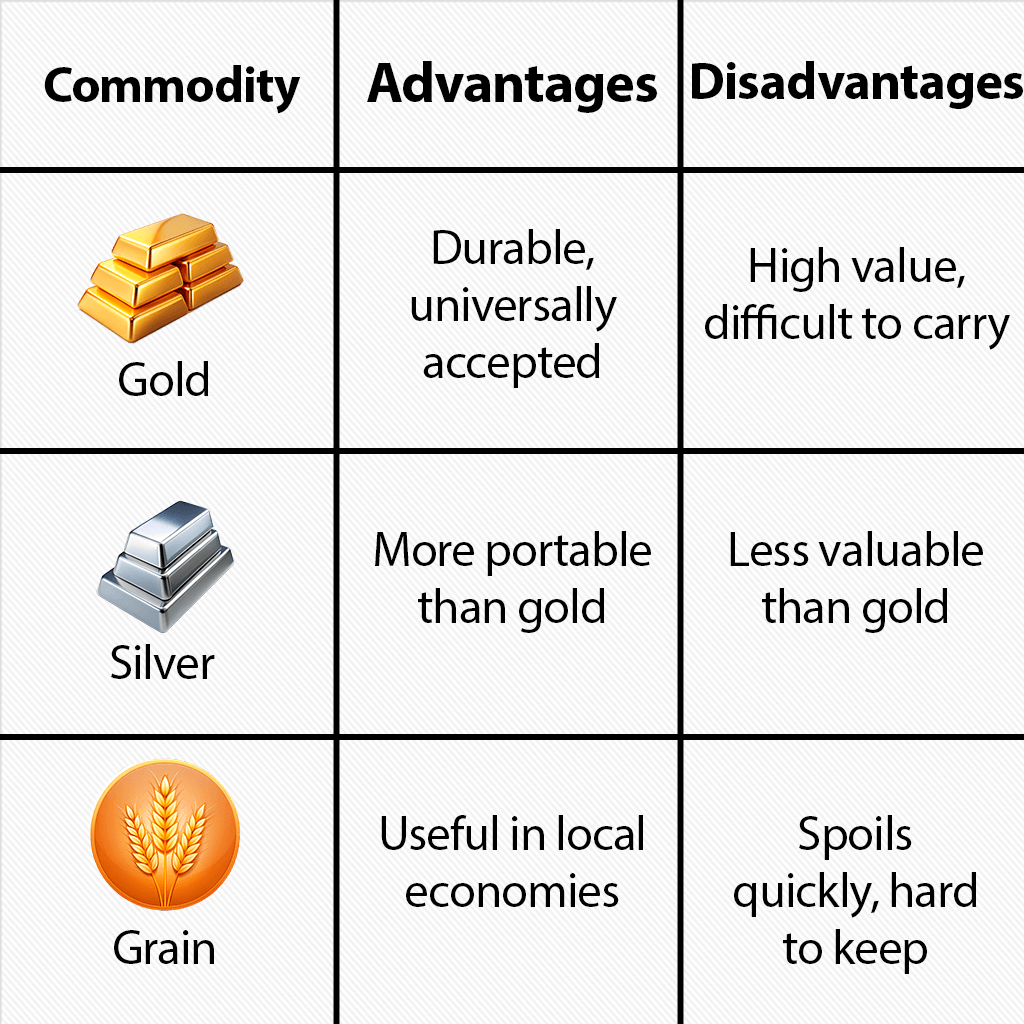 Commodity
Advantages
Disadvantages
Gold
Durable,
universally
accepted
High value,
difficult to carry
Silver
More portable
than gold
Less valuable
than gold
Grain
Useful in local
economies
Spoils
quickly, hard
to keep